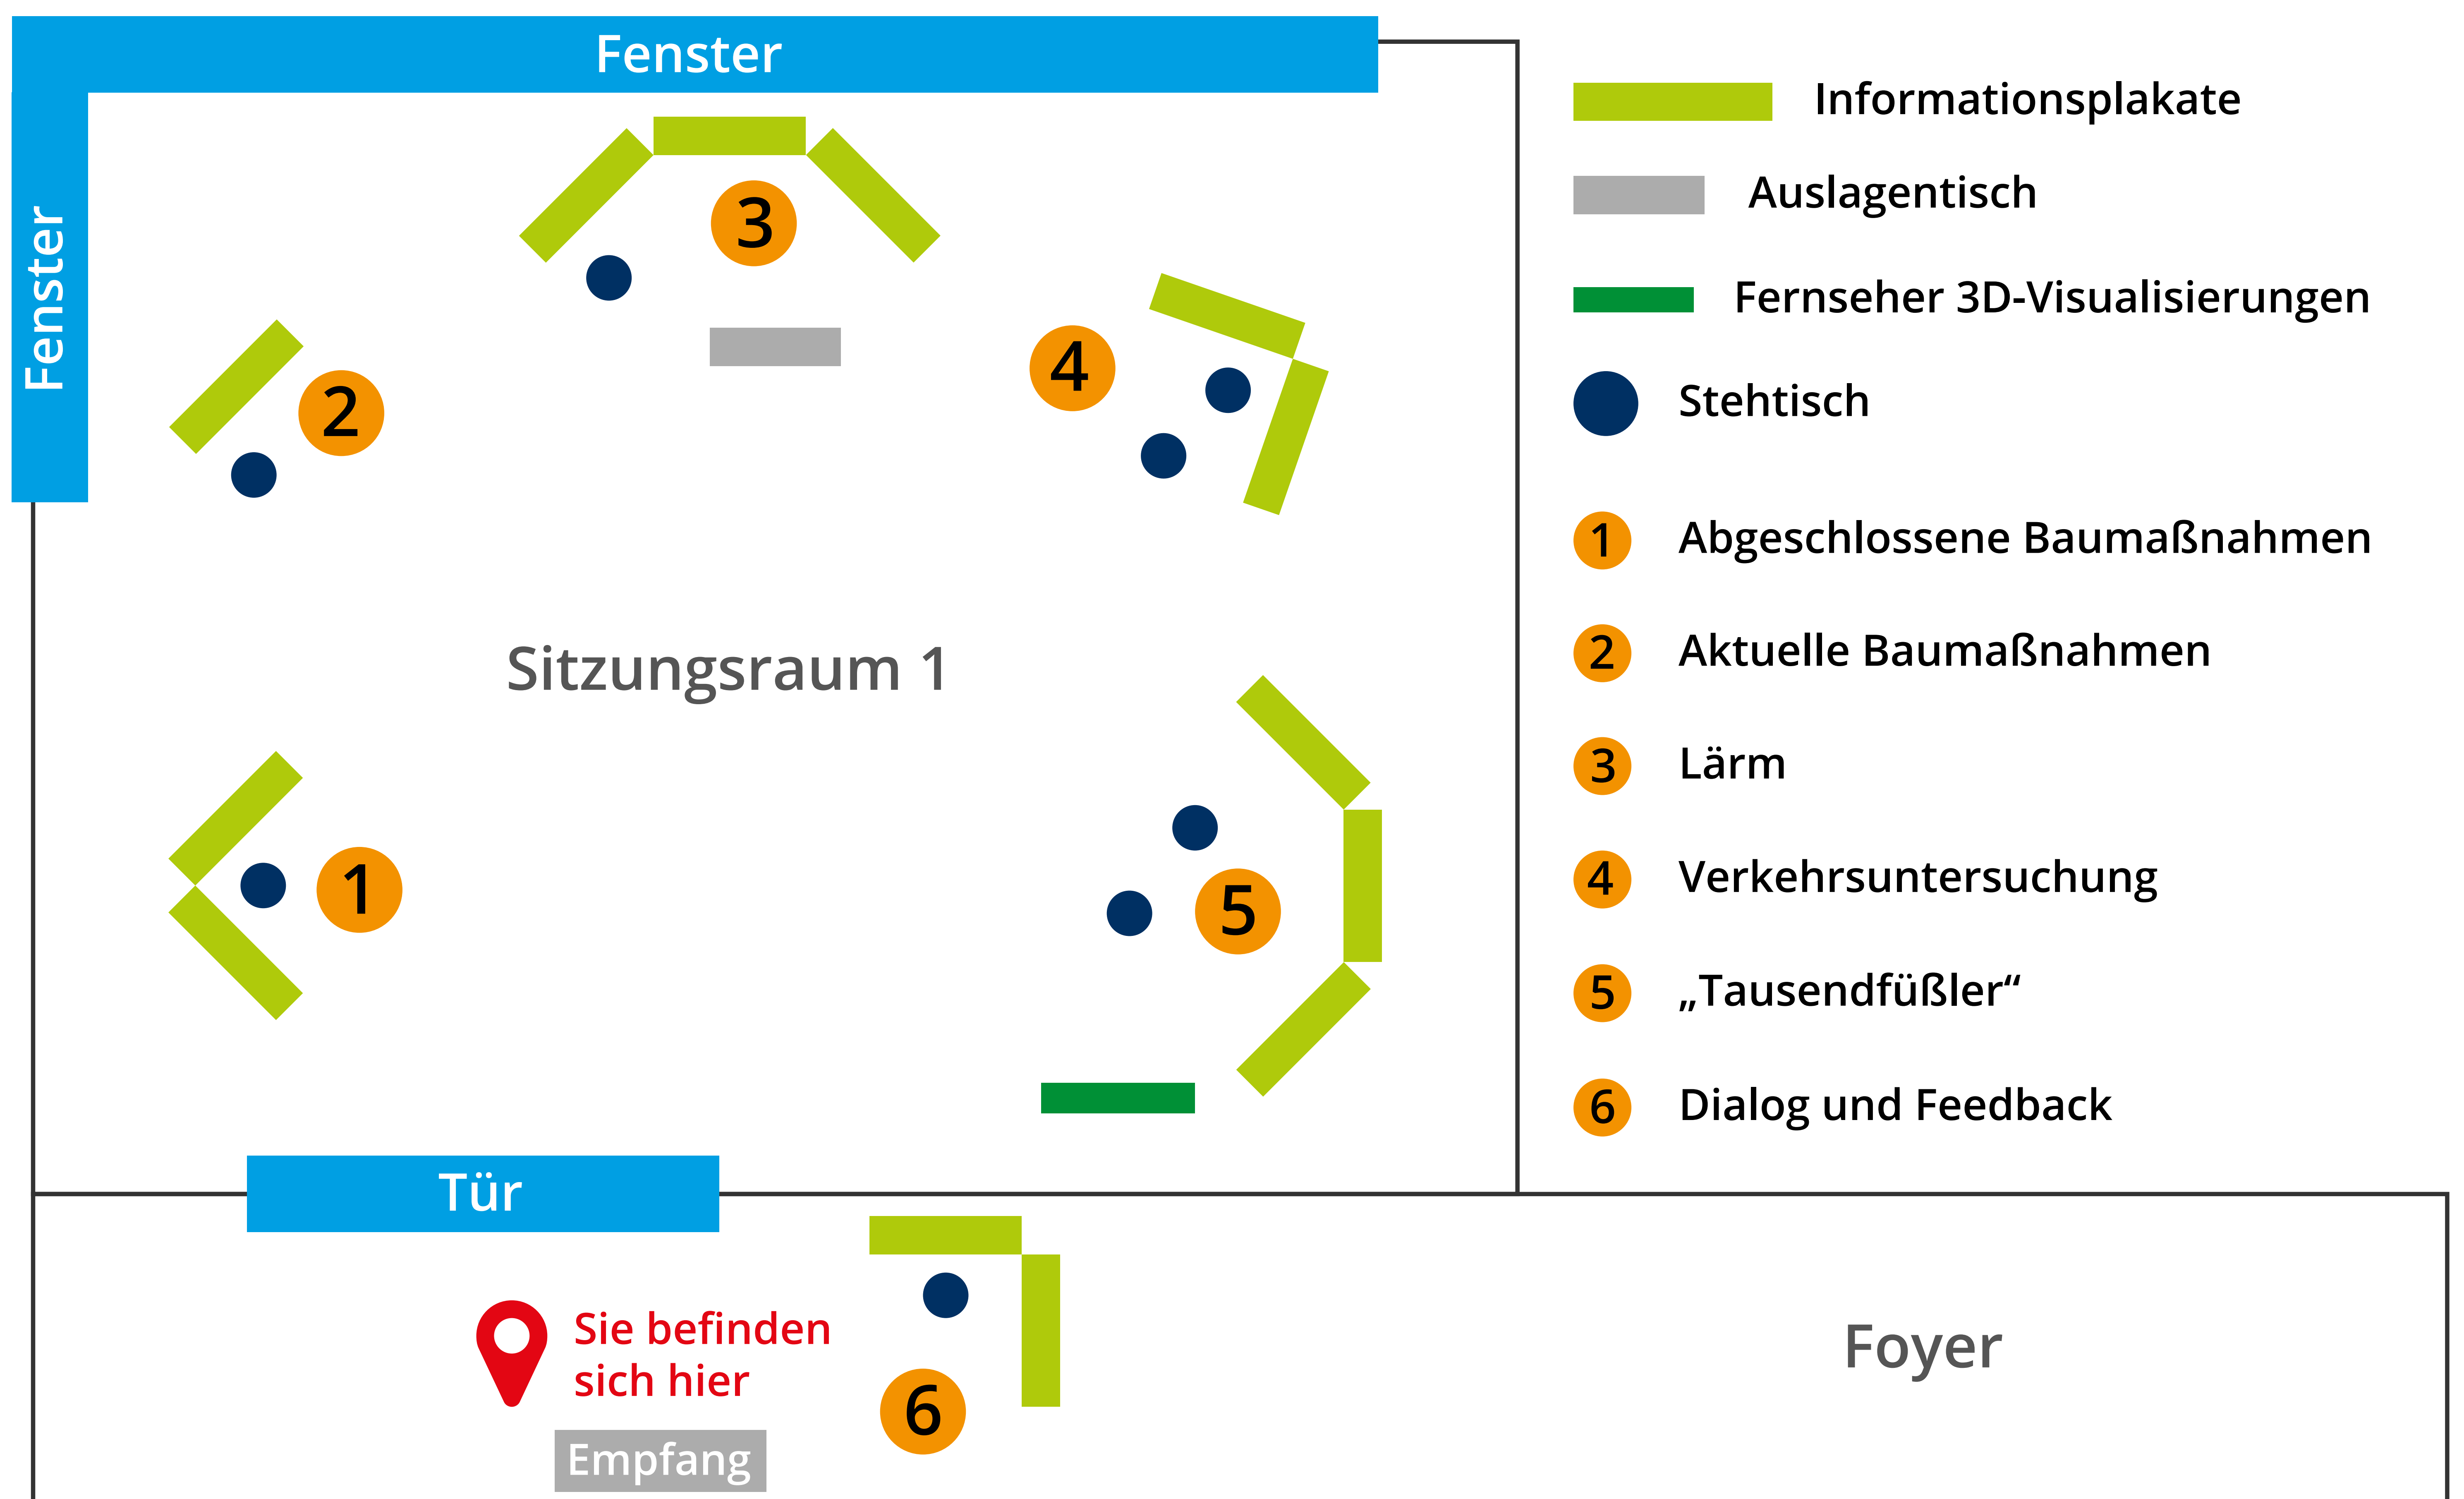 Fenster
Fenster
3
2
4
Sitzungsraum 1
1
5
Tür
Sie befinden
sich hier
6
Empfang
Foyer
Informationsplakate
Auslagentisch
Fernseher 3D-Visualisierungen
Stehtisch
1 Abgeschlossene Baumaßnahmen
2 Aktuelle Baumaßnahmen
3 Lärm
4 Verkehrsuntersuchung
5 „Tausendfüßler“
6 Dialog und Feedback